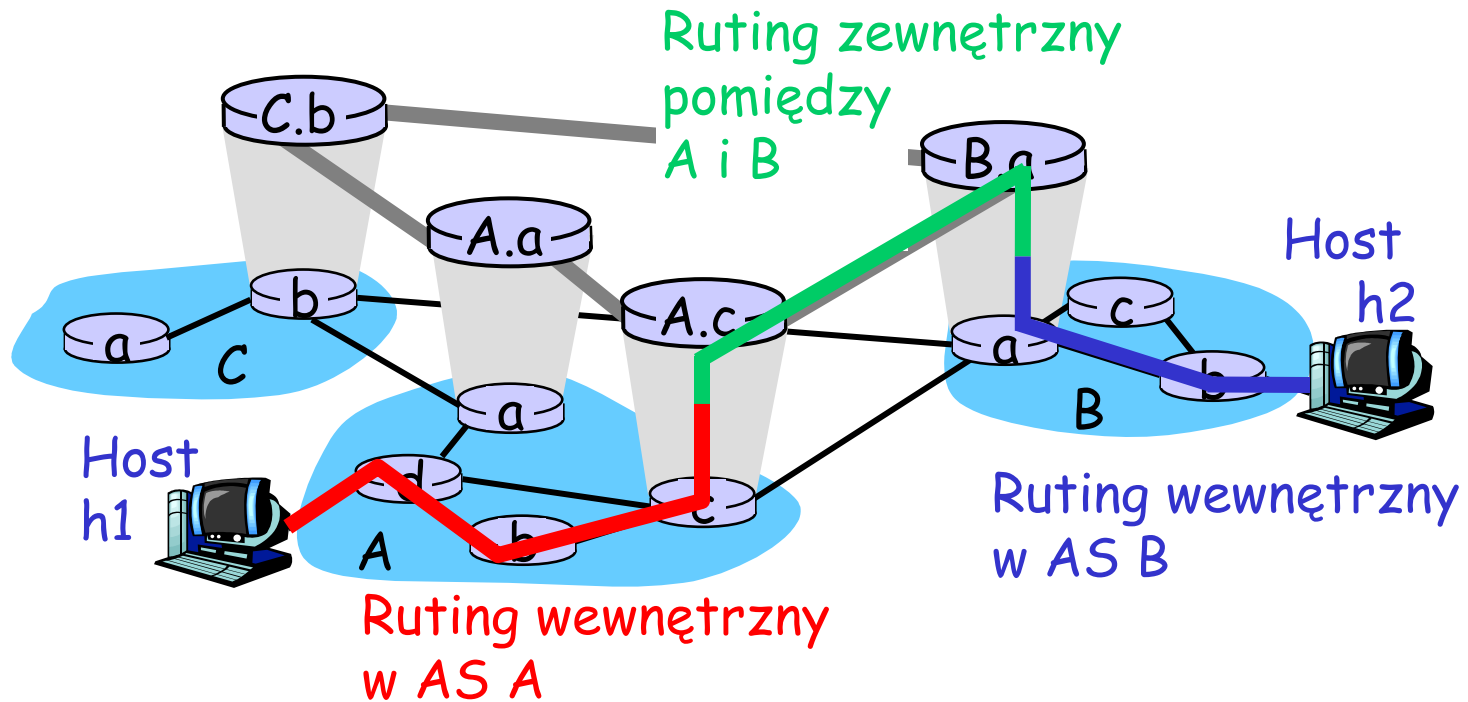 Ruting zewnętrzny
pomiędzy
A i B
C.b
B.a
A.a
Host
h2
A.c
b
c
a
a
C
b
B
a
Host
h1
d
c
b
A
Ruting wewnętrzny
w AS B
Ruting wewnętrzny
w AS A